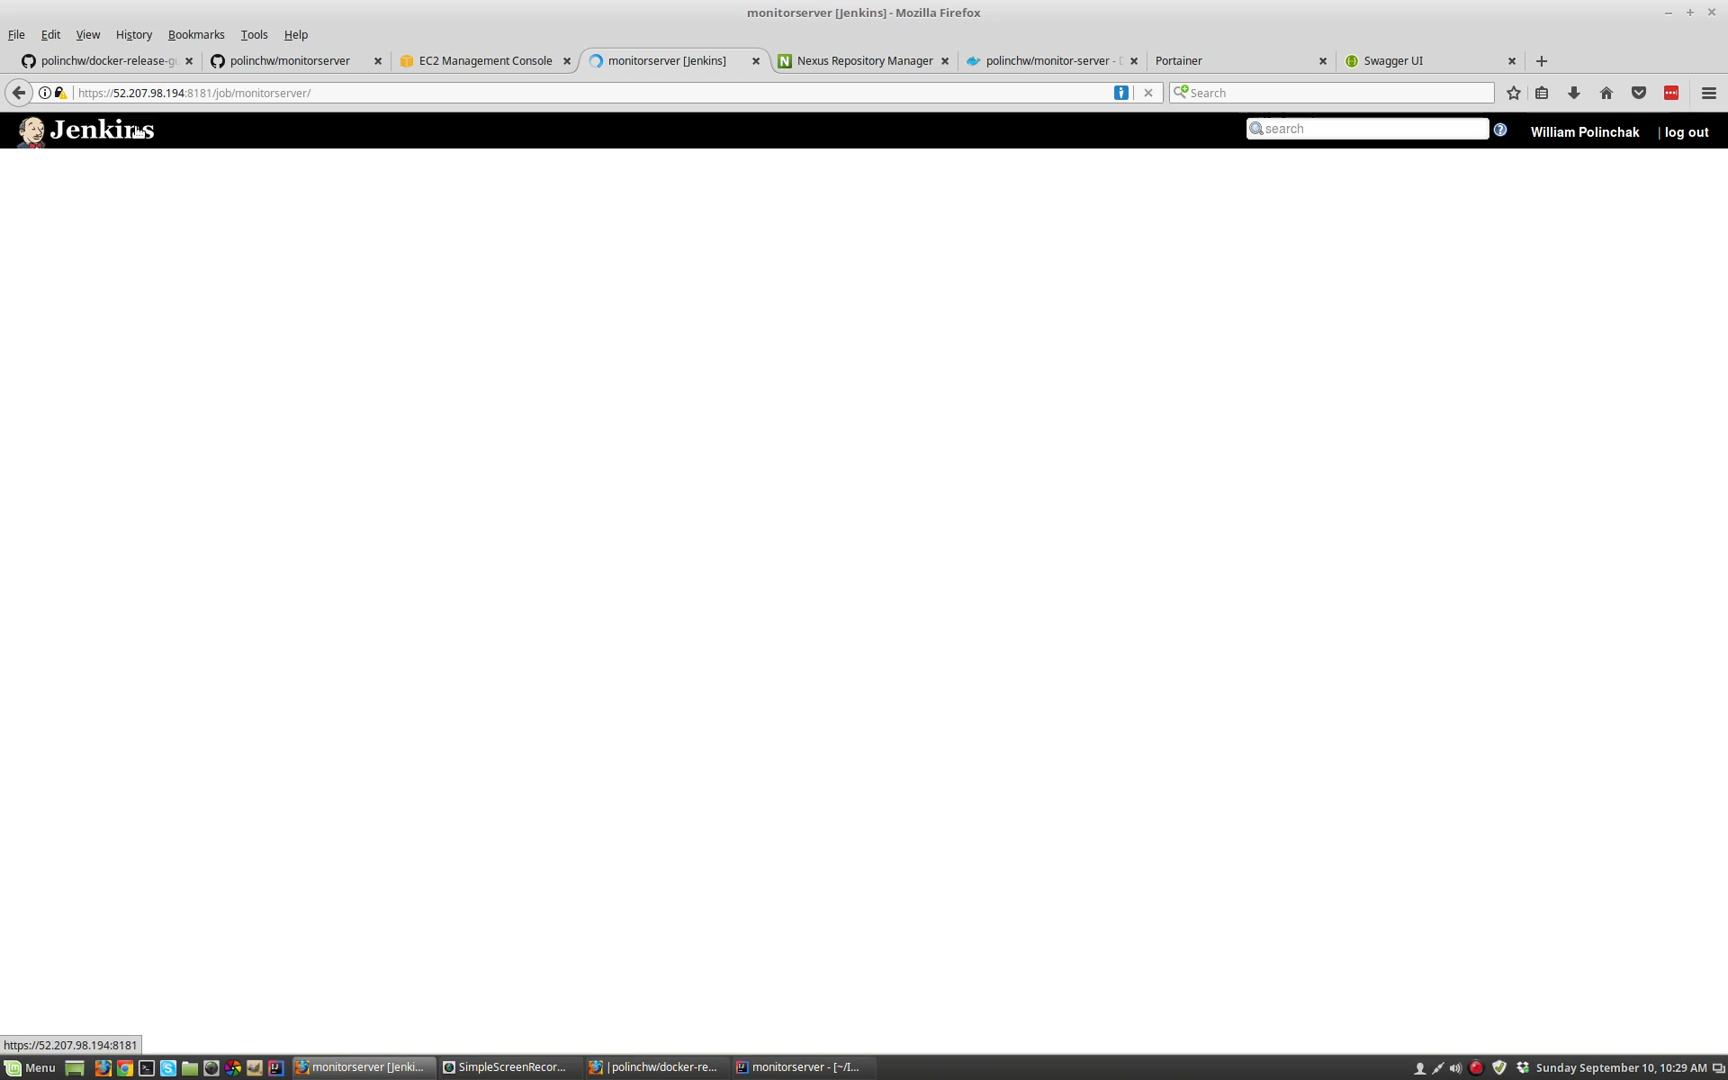 monitorserver [Jenkins] - Mozilla Firefox
File Edit View History Bookmarks Tools Help
polinchw/docker-release-gu polinchw/monitorserver EC2 Management Console monitorserver [Jenkins] Nexus Repository Manager polinchw/monitor-server - D Portainer Swagger UI
https://52.207.98.194:8181/job/monitorserver/ Search
Jenkins search William Polinchak | log out
https://52.207.98.194:8181
Menu monitorserver [Jenki... SimpleScreenRecor... |polinchw/docker-re... monitorserver - [~/I... Sunday September 10, 10:29 AM